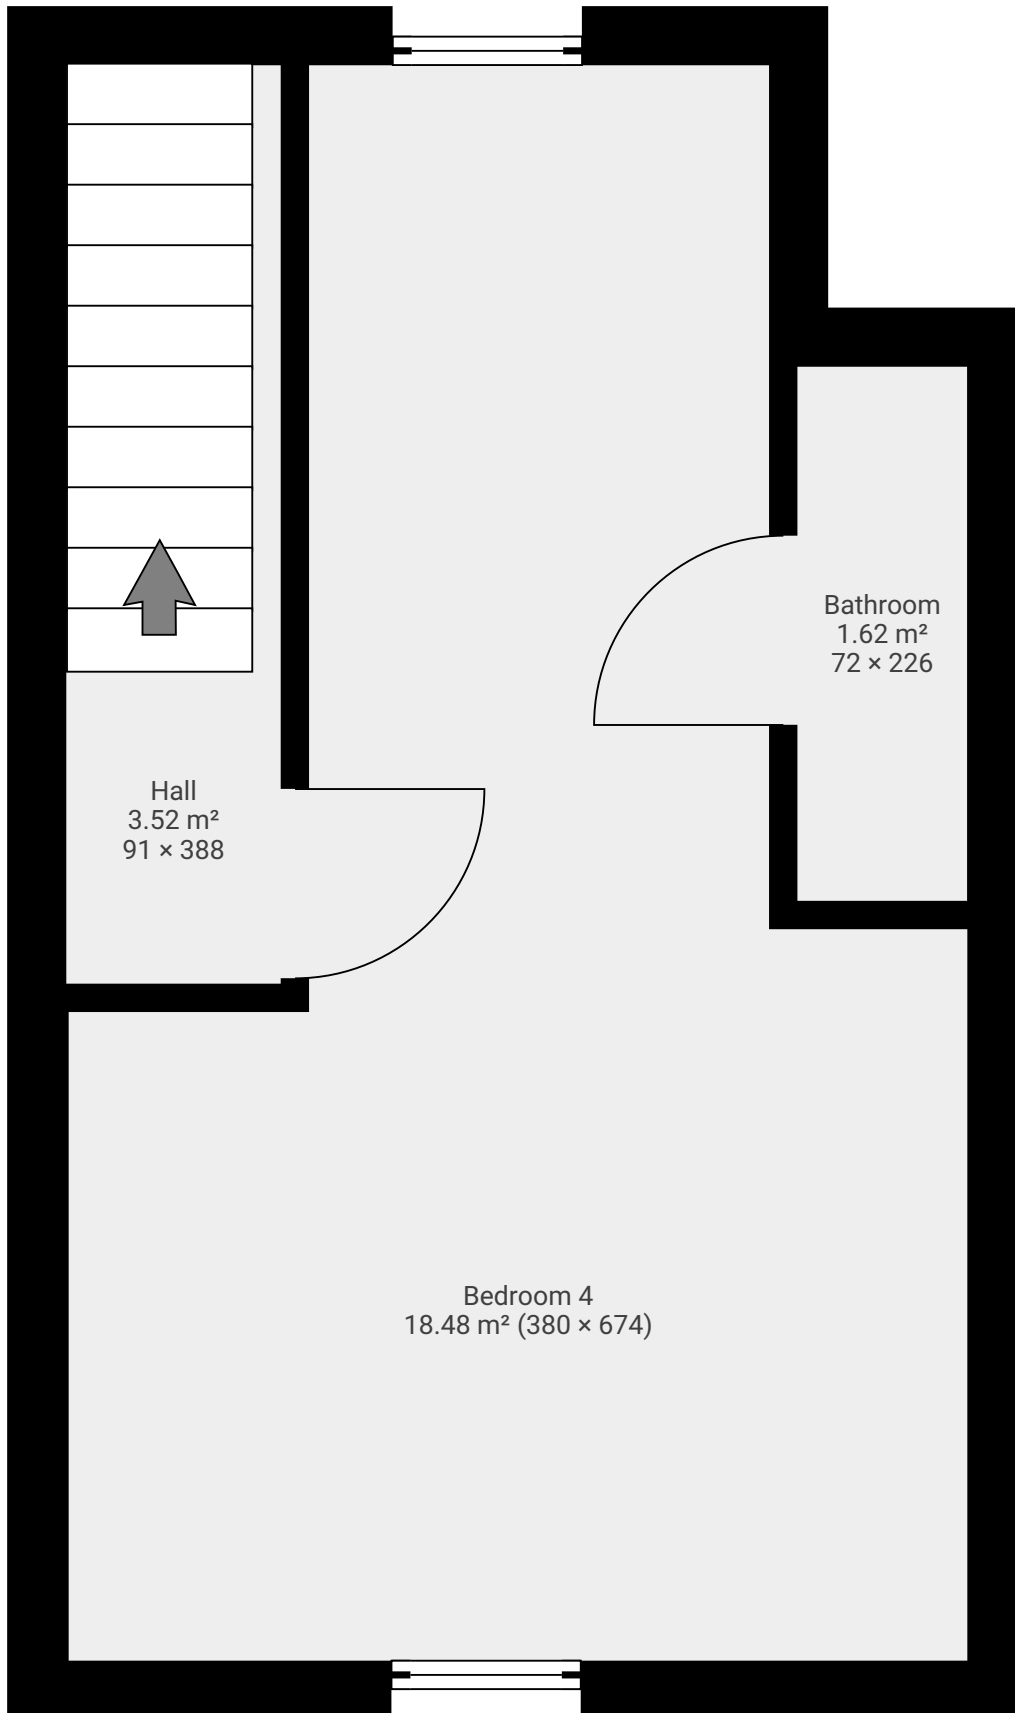 Bathroom
1.62 m²
72 × 226
Hall
3.52 m²
91 × 388
Bedroom 4
18.48 m² (380 × 674)